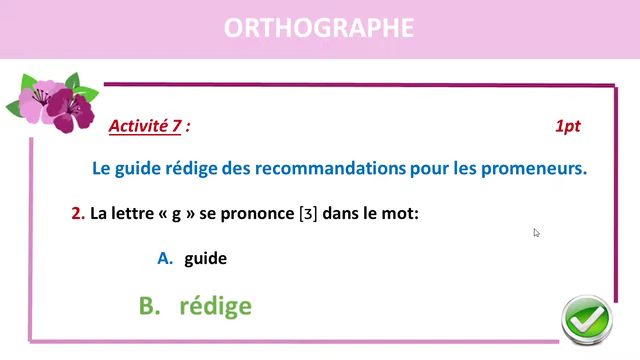 ORTHOGRAPHE
Activité 7 : 1pt
Le guide rédige des recommandations pour les promeneurs.
2. La lettre « g » se prononce [ʒ] dans le mot:
A. guide
B. rédige